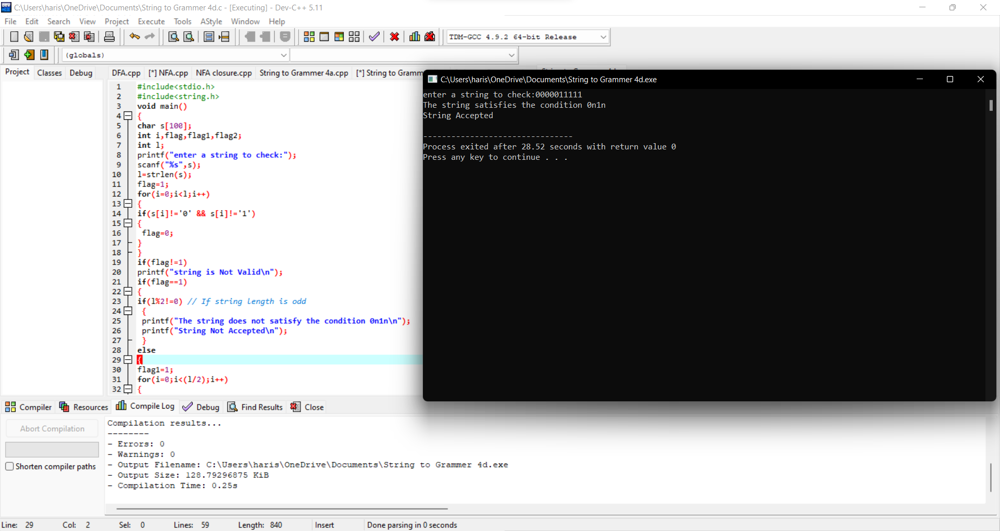 C:\Users\haris\OneDrive\Documents\String to Grammer 4d.c - [Executing] - Dev-C++ 5.11
File Edit Search View Project Execute Tools AStyle Window Help
TDM-GCC 4.9.2 64-bit Release
(globals)
Project Classes Debug
DFA.cpp [*] NFA.cpp NFA closure.cpp String to Grammer 4a.cpp [*] String to Gramm
1 #include<stdio.h>
2 #include<string.h>
3 void main()
4 {
5 char s[100];
6 int i,flag,flag1,flag2;
7 int l;
8 printf("enter a string to check:");
9 scanf("%s",s);
10 l=strlen(s);
11 flag=1;
12 for(i=0;i<l;i++)
13 {
14 if(s[i]!='0' && s[i]!='1')
15 {
16 flag=0;
17 }
18 }
19 if(flag!=1)
20 printf("string is Not Valid\n");
21 if(flag==1)
22 {
23 if(l%2!=0) // If string length is odd
24 {
25 printf("The string does not satisfy the condition 0n1n\n");
26 printf("String Not Accepted\n");
27 }
28 else
29 {
30 flag1=1;
31 for(i=0;i<(l/2);i++)
32 {
C:\Users\haris\OneDrive\Documents\String to Grammer 4d.exe
enter a string to check:0000011111
The string satisfies the condition 0n1n
String Accepted
--------------------------------
Process exited after 28.52 seconds with return value 0
Press any key to continue . . .
Compiler Resources Compile Log Debug Find Results Close
Abort Compilation
Shorten compiler paths
Compilation results...
--------
- Errors: 0
- Warnings: 0
- Output Filename: C:\Users\haris\OneDrive\Documents\String to Grammer 4d.exe
- Output Size: 128.79296875 KiB
- Compilation Time: 0.25s
Line: 29 Col: 2 Sel: 0 Lines: 59 Length: 840 Insert Done parsing in 0 seconds